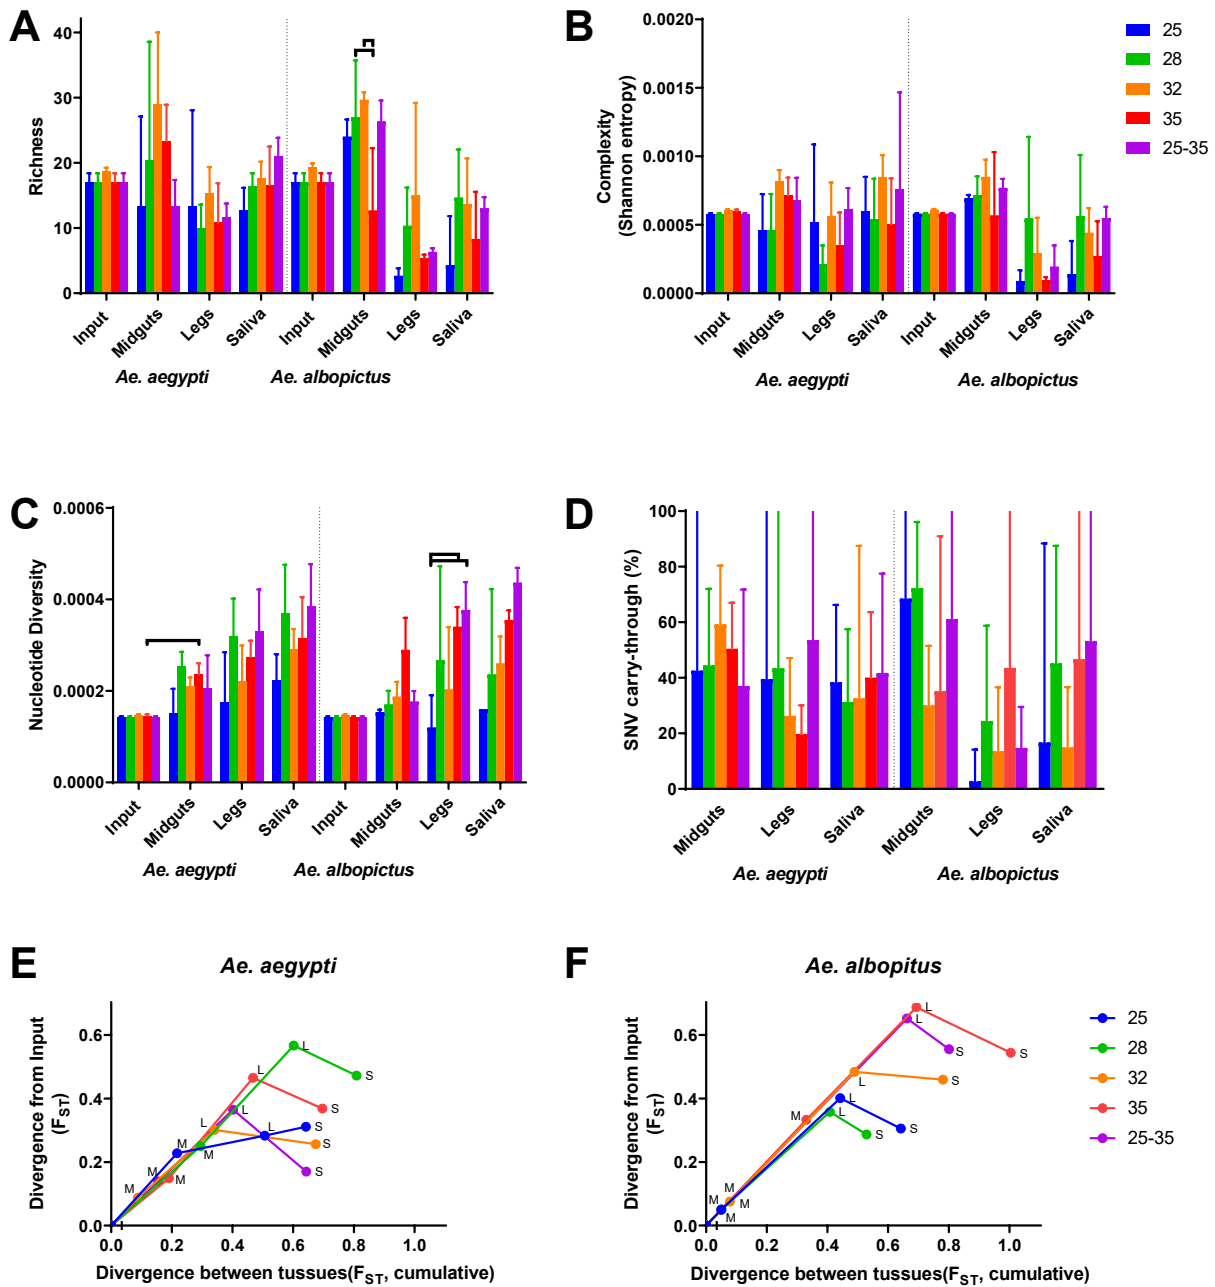 A
Richness
40
30
20
10
0
Input
Midguts
Legs
Saliva
Input
Midguts
Legs
Saliva
Ae. aegypti
Ae. albopictus
B
Complexity
(Shannon entropy)
0.0020
0.0015
0.0010
0.0005
0.0000
Input
Midguts
Legs
Saliva
Input
Midguts
Legs
Saliva
Ae. aegypti
Ae. albopictus
25
28
32
35
25-35
C
Nucleotide Diversity
0.0006
0.0004
0.0002
0.0000
Input
Midguts
Legs
Saliva
Input
Midguts
Legs
Saliva
Ae. aegypti
Ae. albopictus
D
SNV carry-through (%)
100
80
60
40
20
0
Midguts
Legs
Saliva
Midguts
Legs
Saliva
Ae. aegypti
Ae. albopictus
E
Ae. aegypti
Divergence from Input
(FST)
0.6
0.4
0.2
0.0
L
S
L
S
L
L
S
S
M
M
M
M
S
0.0 0.2 0.4 0.6 0.8 1.0
Divergence between tussues(FST, cumulative)
F
Ae. albopitus
Divergence from Input
(FST)
0.6
0.4
0.2
0.0
L
L
S
S
L
S
L
L
S
S
M
M
M
M
M
0.0 0.2 0.4 0.6 0.8 1.0
Divergence between tussues(FST, cumulative)
25
28
32
35
25-35